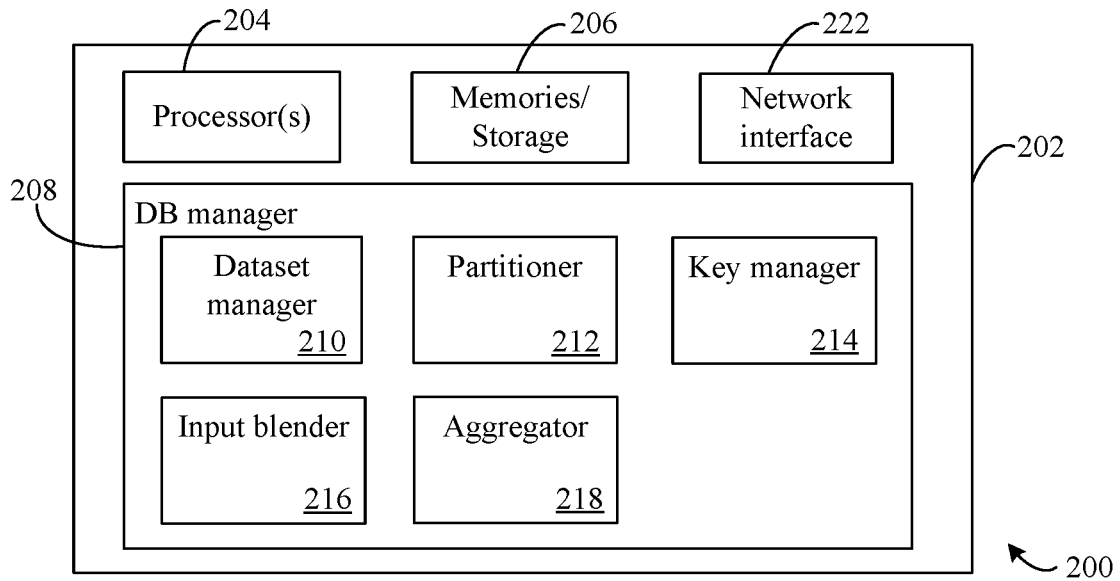 204
206
222
Processor(s)
Memories/
Storage
Network
interface
202
208
DB manager
Dataset
manager
210
Partitioner
212
Key manager
214
Input blender
216
Aggregator
218
200